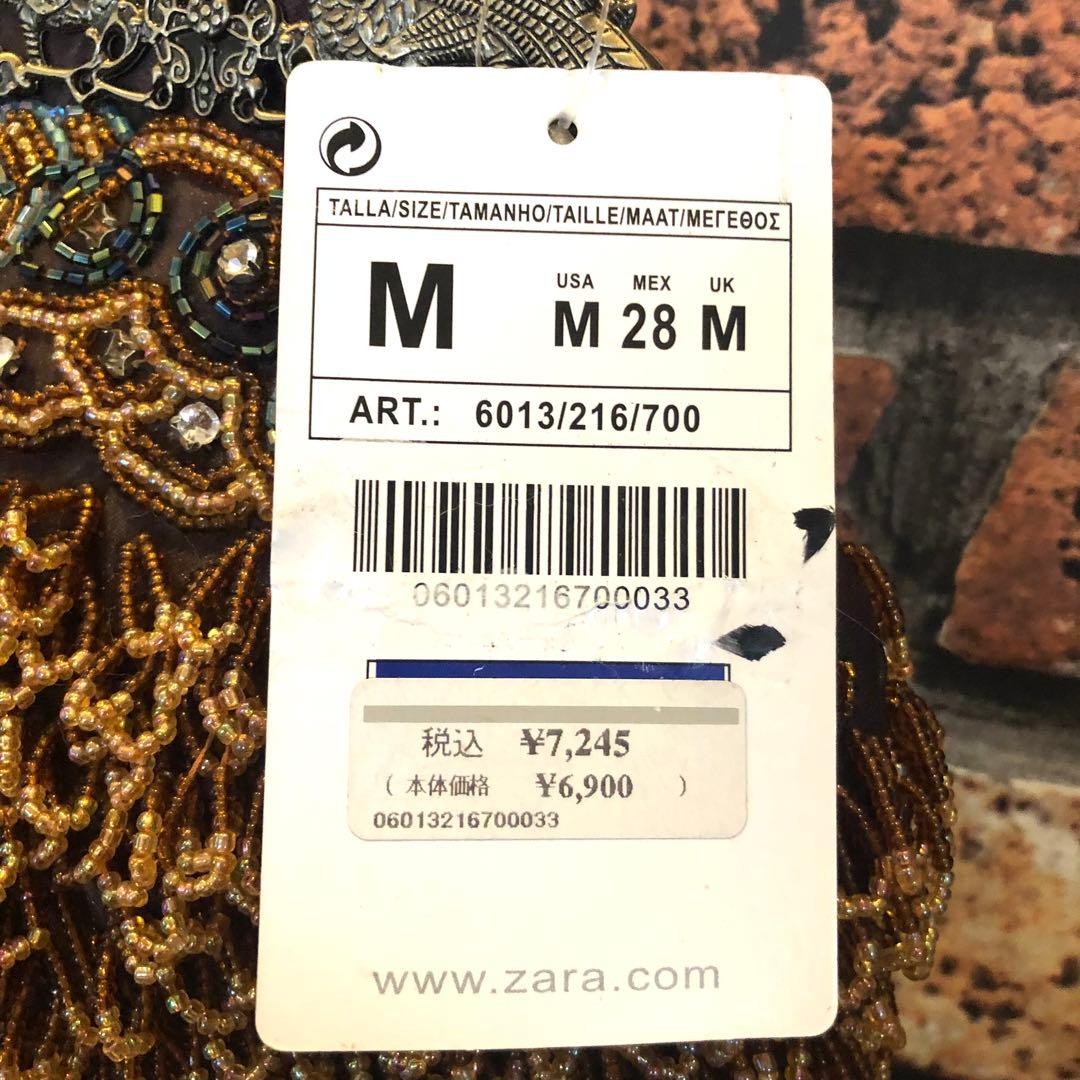 TALLA/SIZE/TAMANHO/TAILLE/MAAT/ΜΕΓΕΘΟΣ
USA MEX UK
M M 28 M
ART.: 6013/216/700
06013216700033
税込 ¥7,245
( 本体価格 ¥6,900 )
06013216700033
www.zara.com